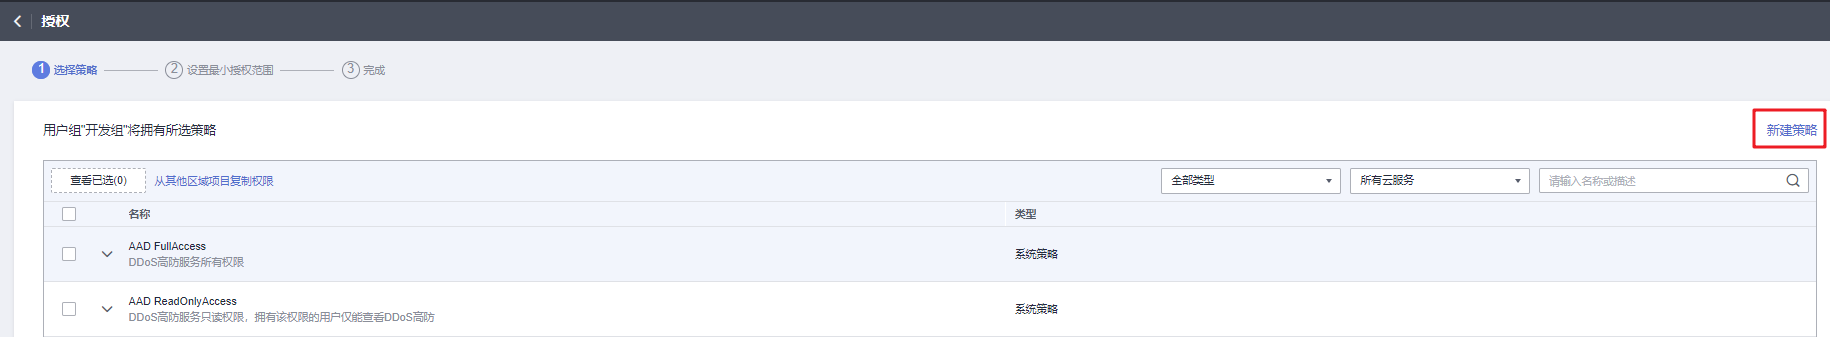 授权
1 选择策略 2 设置最小授权范围 3 完成
用户组"开发组"将拥有所选策略
新建策略
查看已选(0) 从其他区域项目复制权限 全部类型 所有云服务 请输入名称或描述
名称 类型
AAD FullAccess
DDoS高防服务所有权限
系统策略
AAD ReadOnlyAccess
DDoS高防服务只读权限，拥有该权限的用户仅能查看DDoS高防
系统策略